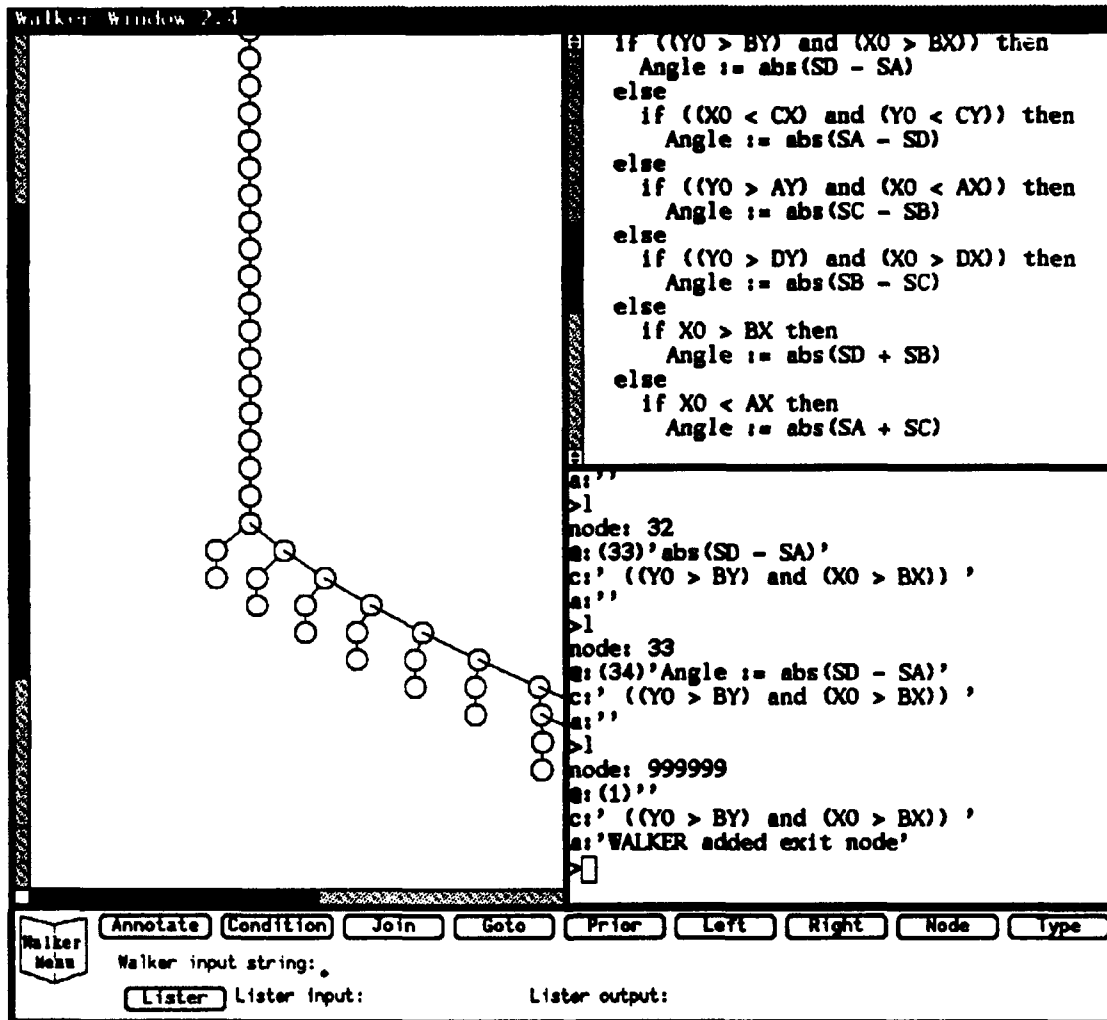 Walker Window 2.4
if ((Y0 > BY) and (X0 > BX)) then
Angle := abs(SD - SA)
else
if ((X0 < CX) and (Y0 < CY)) then
Angle := abs(SA - SD)
else
if ((Y0 > AY) and (X0 < AX)) then
Angle := abs(SC - SB)
else
if ((Y0 > DY) and (X0 > DX)) then
Angle := abs(SB - SC)
else
if X0 > BX then
Angle := abs(SD + SB)
else
if X0 < AX then
Angle := abs(SA + SC)
a:''
>l
node: 32
@:(33)'abs(SD - SA)'
c:' ((Y0 > BY) and (X0 > BX)) '
a:''
>l
node: 33
@:(34)'Angle := abs(SD - SA)'
c:' ((Y0 > BY) and (X0 > BX)) '
a:''
>l
node: 999999
@:(1)''
c:' ((Y0 > BY) and (X0 > BX)) '
a:'WALKER added exit node'
>
Walker Menu Annotate Condition Join Goto Prior Left Right Node Type
Walker input string:
Lister Lister input: Lister output: